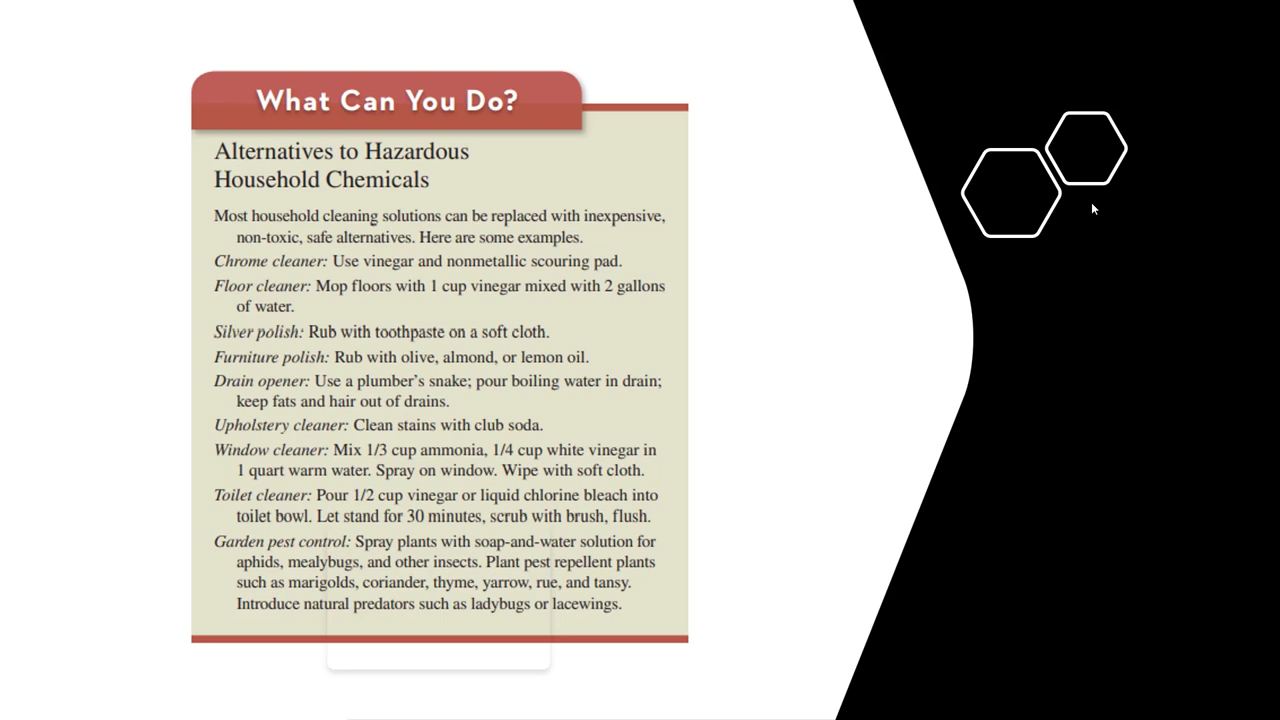 What Can You Do?
Alternatives to Hazardous
Household Chemicals
Most household cleaning solutions can be replaced with inexpensive,
non-toxic, safe alternatives. Here are some examples.
Chrome cleaner: Use vinegar and nonmetallic scouring pad.
Floor cleaner: Mop floors with 1 cup vinegar mixed with 2 gallons
of water.
Silver polish: Rub with toothpaste on a soft cloth.
Furniture polish: Rub with olive, almond, or lemon oil.
Drain opener: Use a plumber's snake; pour boiling water in drain;
keep fats and hair out of drains.
Upholstery cleaner: Clean stains with club soda.
Window cleaner: Mix 1/3 cup ammonia, 1/4 cup white vinegar in
1 quart warm water. Spray on window. Wipe with soft cloth.
Toilet cleaner: Pour 1/2 cup vinegar or liquid chlorine bleach into
toilet bowl. Let stand for 30 minutes, scrub with brush, flush.
Garden pest control: Spray plants with soap-and-water solution for
aphids, mealybugs, and other insects. Plant pest repellent plants
such as marigolds, coriander, thyme, yarrow, rue, and tansy.
Introduce natural predators such as ladybugs or lacewings.